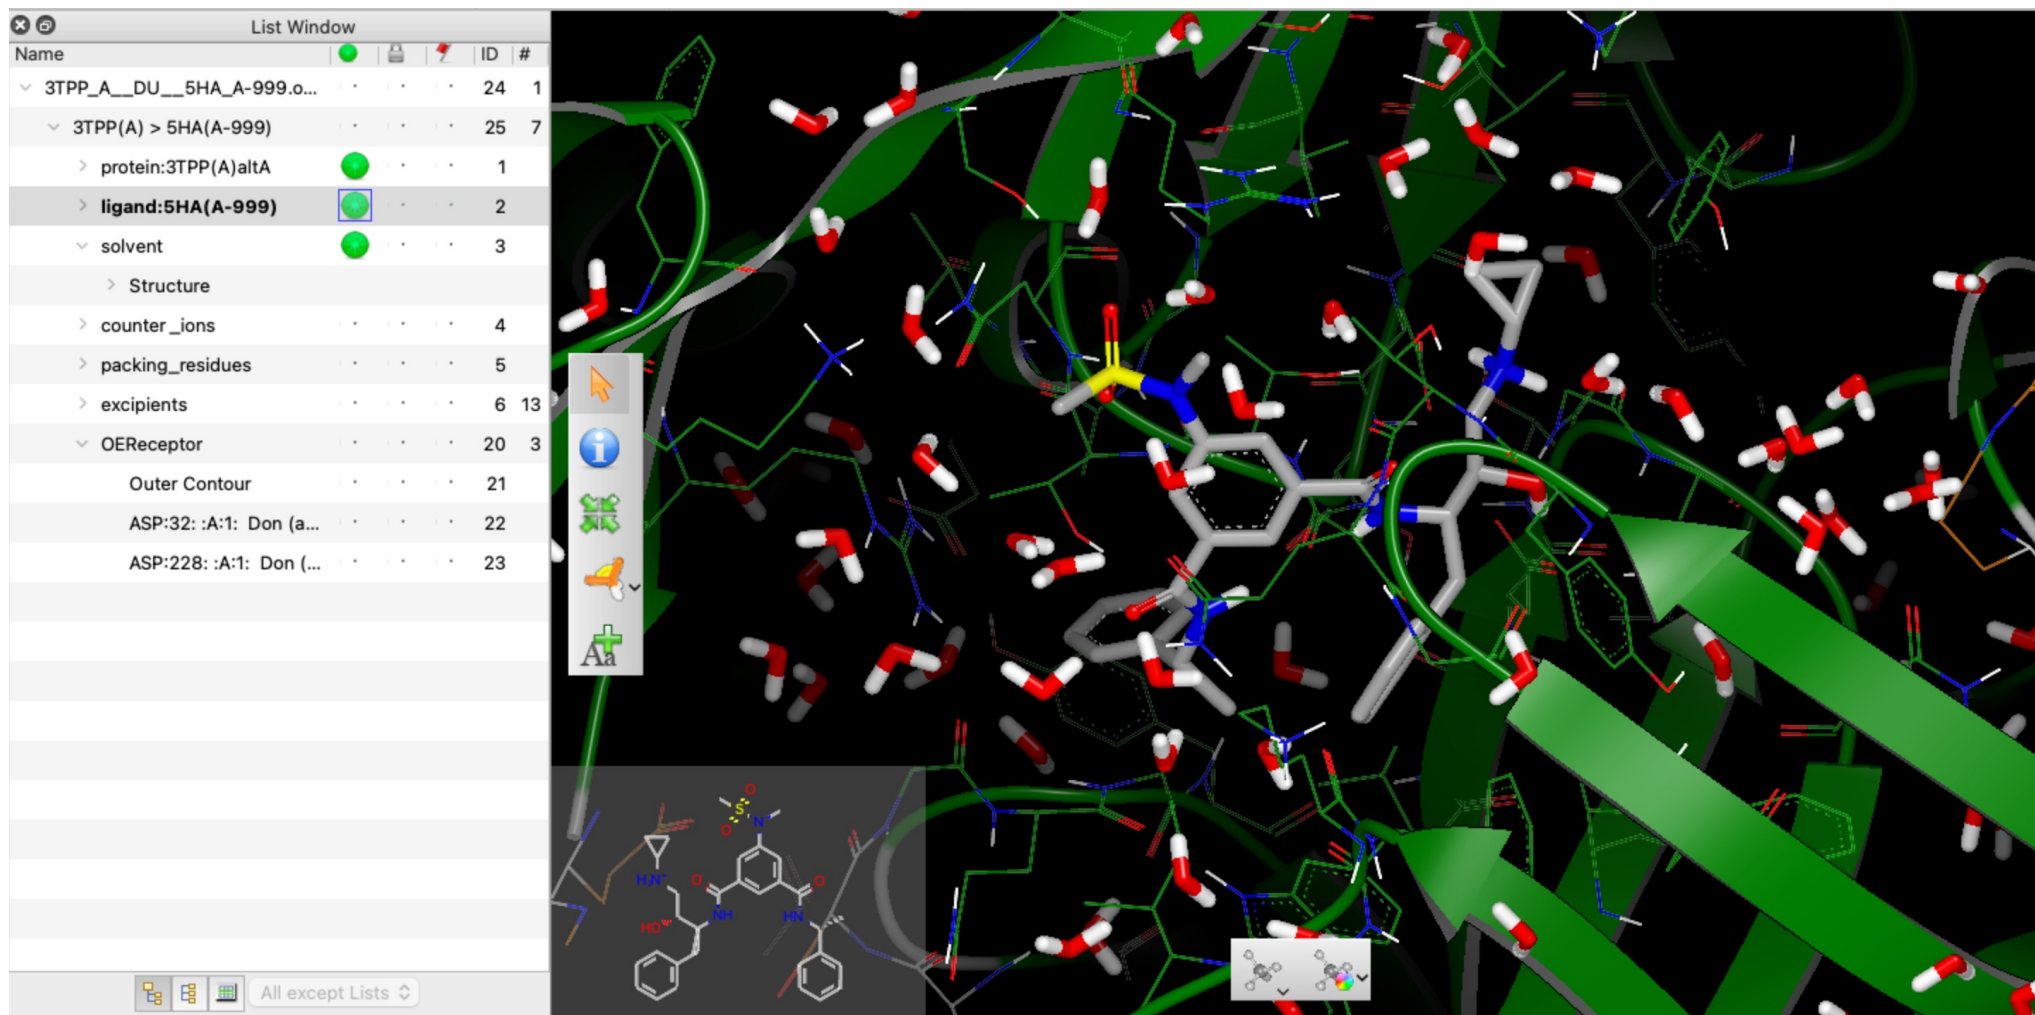 List Window
Name ID #
3TPP_A__DU__5HA_A-999.o... 24 1
3TPP(A) > 5HA(A-999) 25 7
protein:3TPP(A)altA 1
ligand:5HA(A-999) 2
solvent 3
Structure
counter_ions 4
packing_residues 5
excipients 6 13
OEReceptor 20 3
Outer Contour 21
ASP:32: :A:1: Don (a... 22
ASP:228: :A:1: Don (... 23
All except Lists
Aa
O
S
O
N
H₂N⁺
O
O
NH
HN
HO